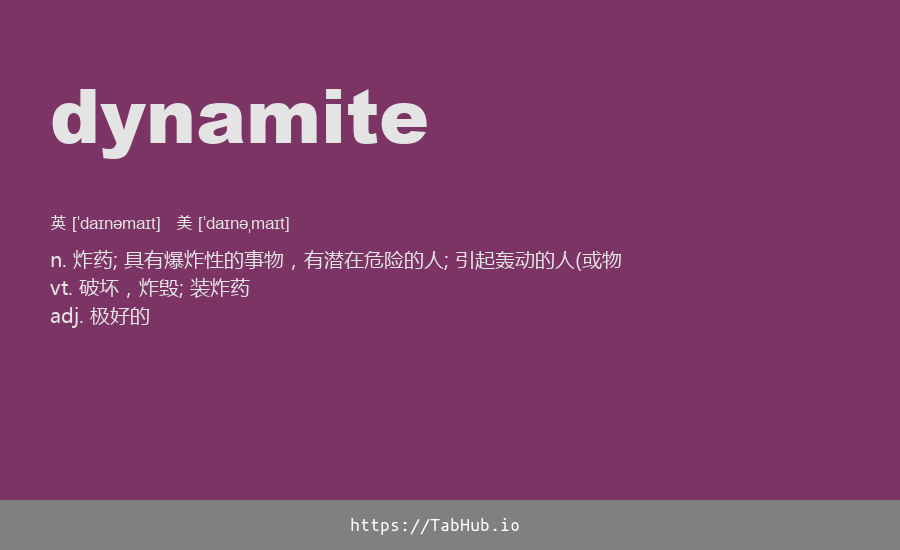 dynamite
英 [ˈdaɪnəmaɪt] 美 [ˈdaɪnəˌmaɪt]
n. 炸药; 具有爆炸性的事物，有潜在危险的人; 引起轰动的人(或物
vt. 破坏，炸毁; 装炸药
adj. 极好的
https://TabHub.io